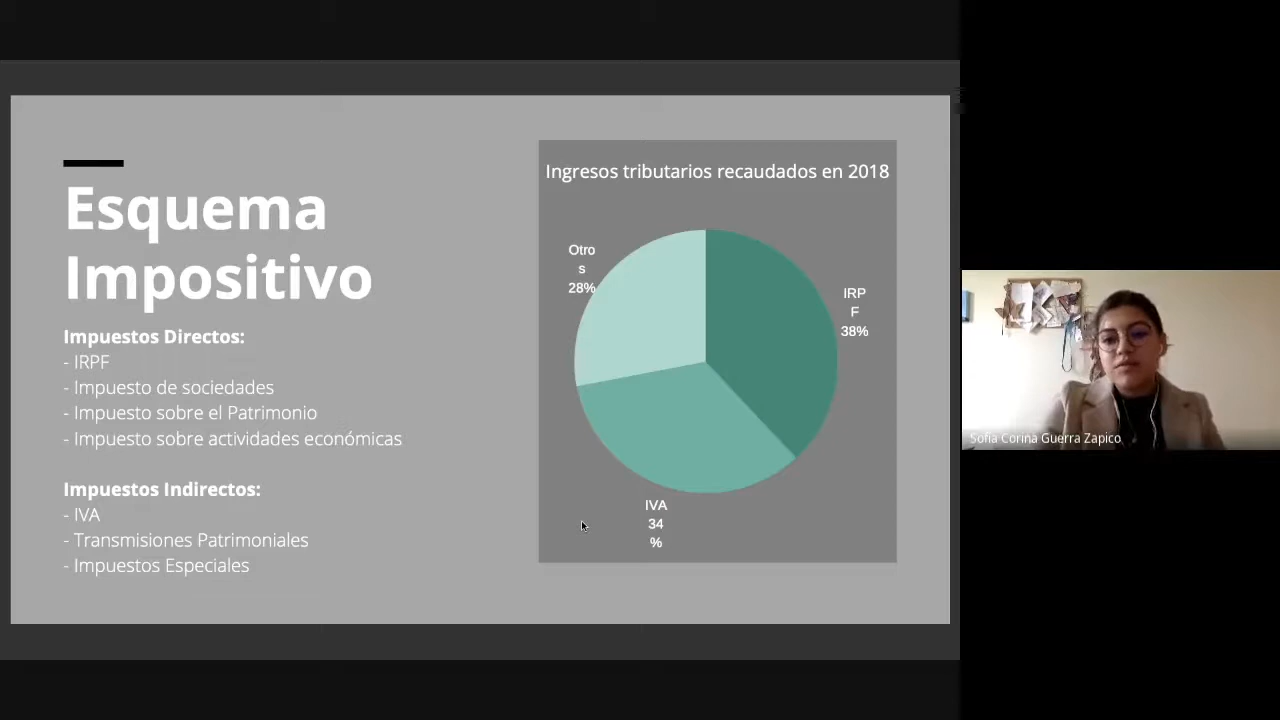 Esquema
Impositivo
Impuestos Directos:
- IRPF
- Impuesto de sociedades
- Impuesto sobre el Patrimonio
- Impuesto sobre actividades económicas
Impuestos Indirectos:
- IVA
- Transmisiones Patrimoniales
- Impuestos Especiales
Ingresos tributarios recaudados en 2018
Otro
s
28%
IRP
F
38%
IVA
34
%
Sofía Corina Guerra Zapico